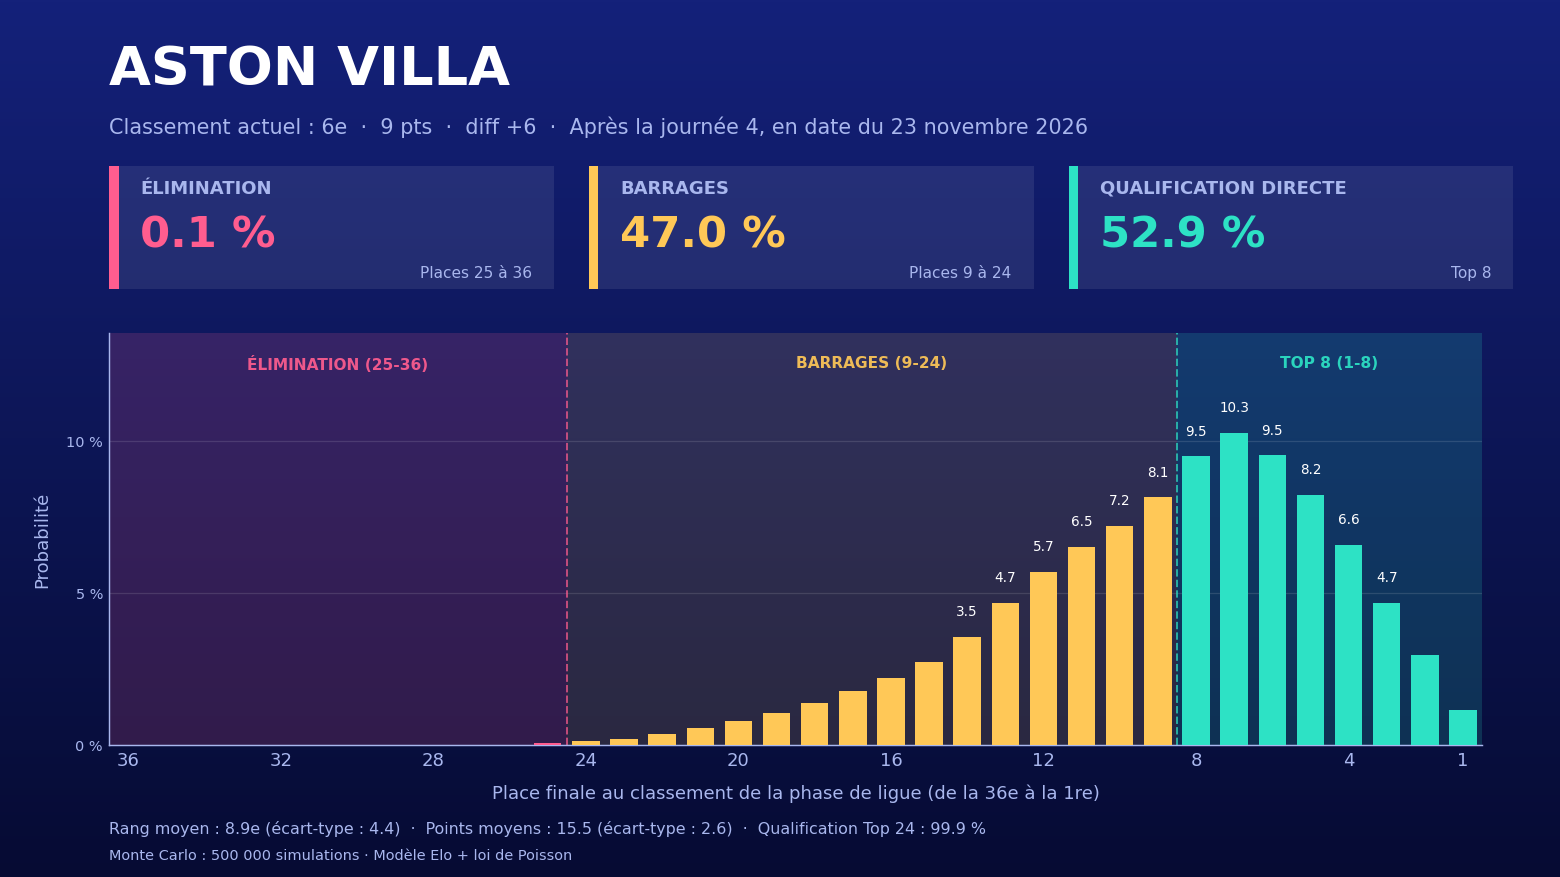 ASTON VILLA
Classement actuel : 6e · 9 pts · diff +6 · Après la journée 4, en date du 23 novembre 2026
ÉLIMINATION
0.1 %
Places 25 à 36
BARRAGES
47.0 %
Places 9 à 24
QUALIFICATION DIRECTE
52.9 %
Top 8
ÉLIMINATION (25-36)
BARRAGES (9-24)
TOP 8 (1-8)
Probabilité
10 %
5 %
0 %
3.5
4.7
5.7
6.5
7.2
8.1
9.5
10.3
9.5
8.2
6.6
4.7
36 32 28 24 20 16 12 8 4 1
Place finale au classement de la phase de ligue (de la 36e à la 1re)
Rang moyen : 8.9e (écart-type : 4.4) · Points moyens : 15.5 (écart-type : 2.6) · Qualification Top 24 : 99.9 %
Monte Carlo : 500 000 simulations · Modèle Elo + loi de Poisson